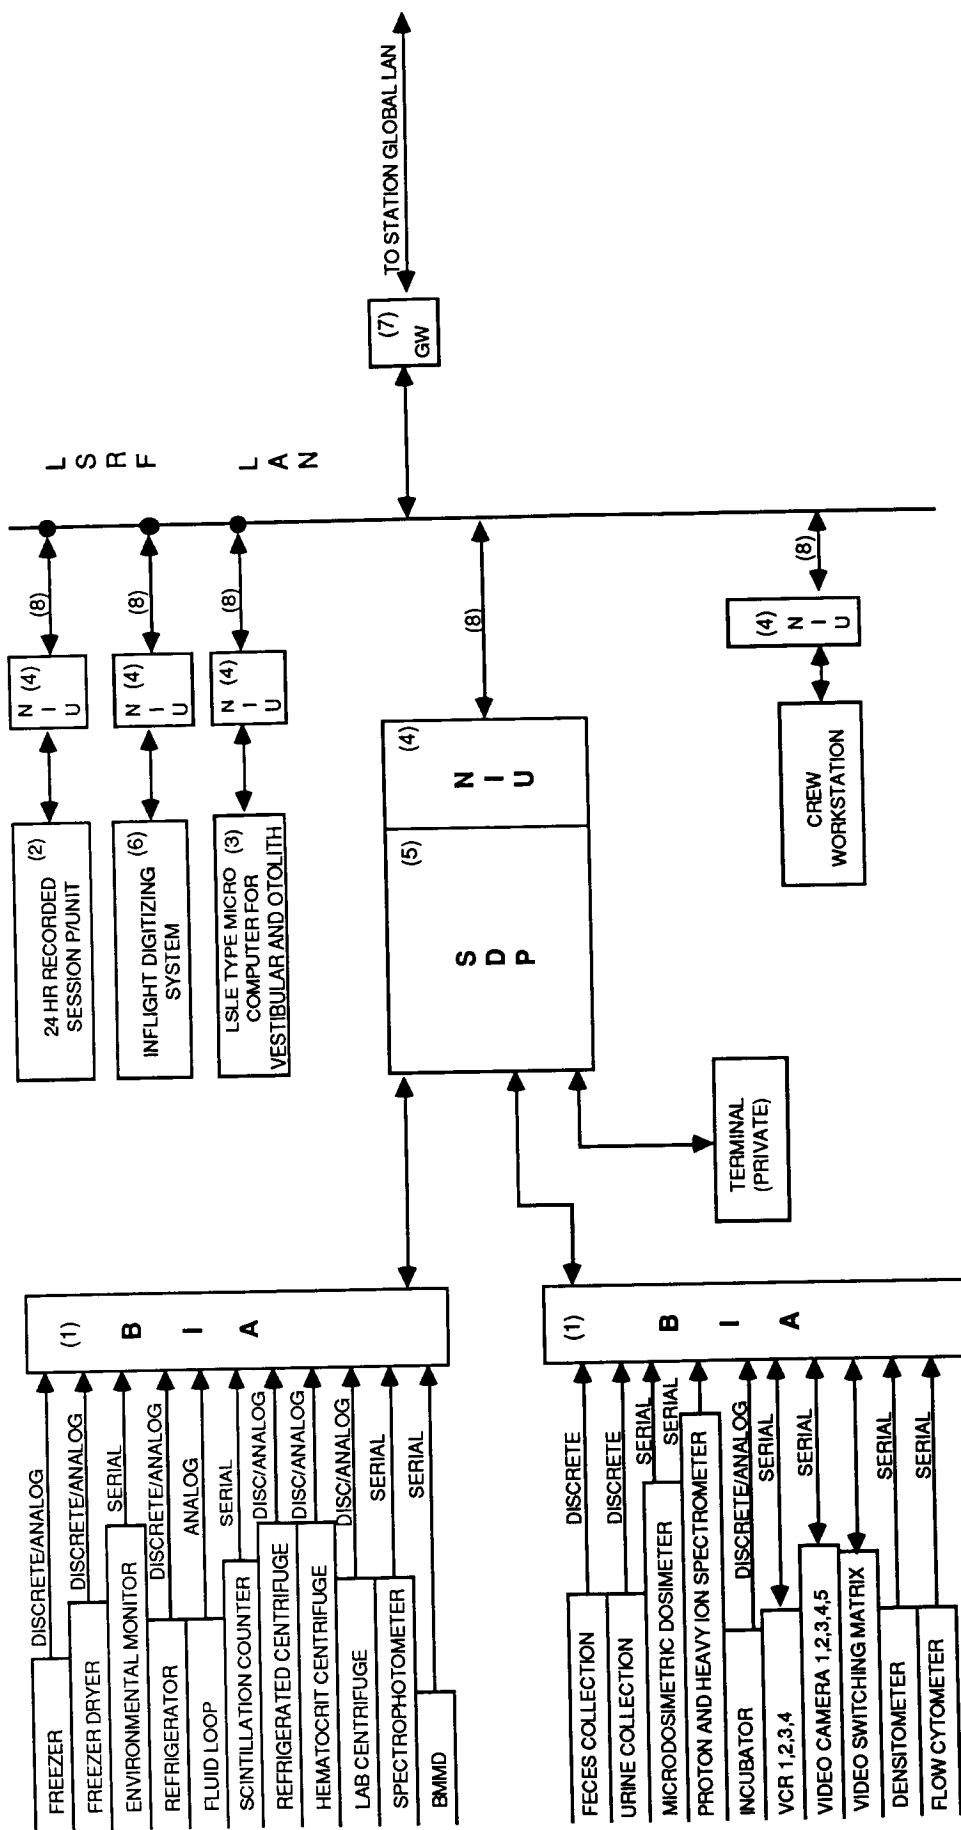 FREEZER
DISCRETE/ANALOG
FREEZER DRYER
DISCRETE/ANALOG
ENVIRONMENTAL MONITOR
SERIAL
REFRIGERATOR
DISCRETE/ANALOG
FLUID LOOP
ANALOG
SCINTILLATION COUNTER
SERIAL
REFRIGERATED CENTRIFUGE
DISC/ANALOG
HEMATOCRIT CENTRIFUGE
DISC/ANALOG
LAB CENTRIFUGE
DISC/ANALOG
SPECTROPHOTOMETER
SERIAL
BMMD
SERIAL
(1)
B
I
A
FECES COLLECTION
DISCRETE
URINE COLLECTION
DISCRETE
MICRODOSIMETRIC DOSIMETER
SERIAL
PROTON AND HEAVY ION SPECTROMETER
SERIAL
INCUBATOR
DISCRETE/ANALOG
VCR 1,2,3,4
SERIAL
VIDEO CAMERA 1,2,3,4,5
SERIAL
VIDEO SWITCHING MATRIX
DENSITOMETER
SERIAL
FLOW CYTOMETER
SERIAL
(1)
B
I
A
24 HR RECORDED (2)
SESSION P/UNIT
N (4)
I
U
(8)
INFLIGHT DIGITIZING (6)
SYSTEM
N (4)
I
U
(8)
LSLE TYPE MICRO (3)
COMPUTER FOR
VESTIBULAR AND OTOLITH
N (4)
I
U
(8)
(5)
S
D
P
(4)
N
I
U
(8)
TERMINAL
(PRIVATE)
CREW
WORKSTATION
(4)
N
I
U
(8)
L
S
R
F
L
A
N
(7)
GW
TO STATION GLOBAL LAN